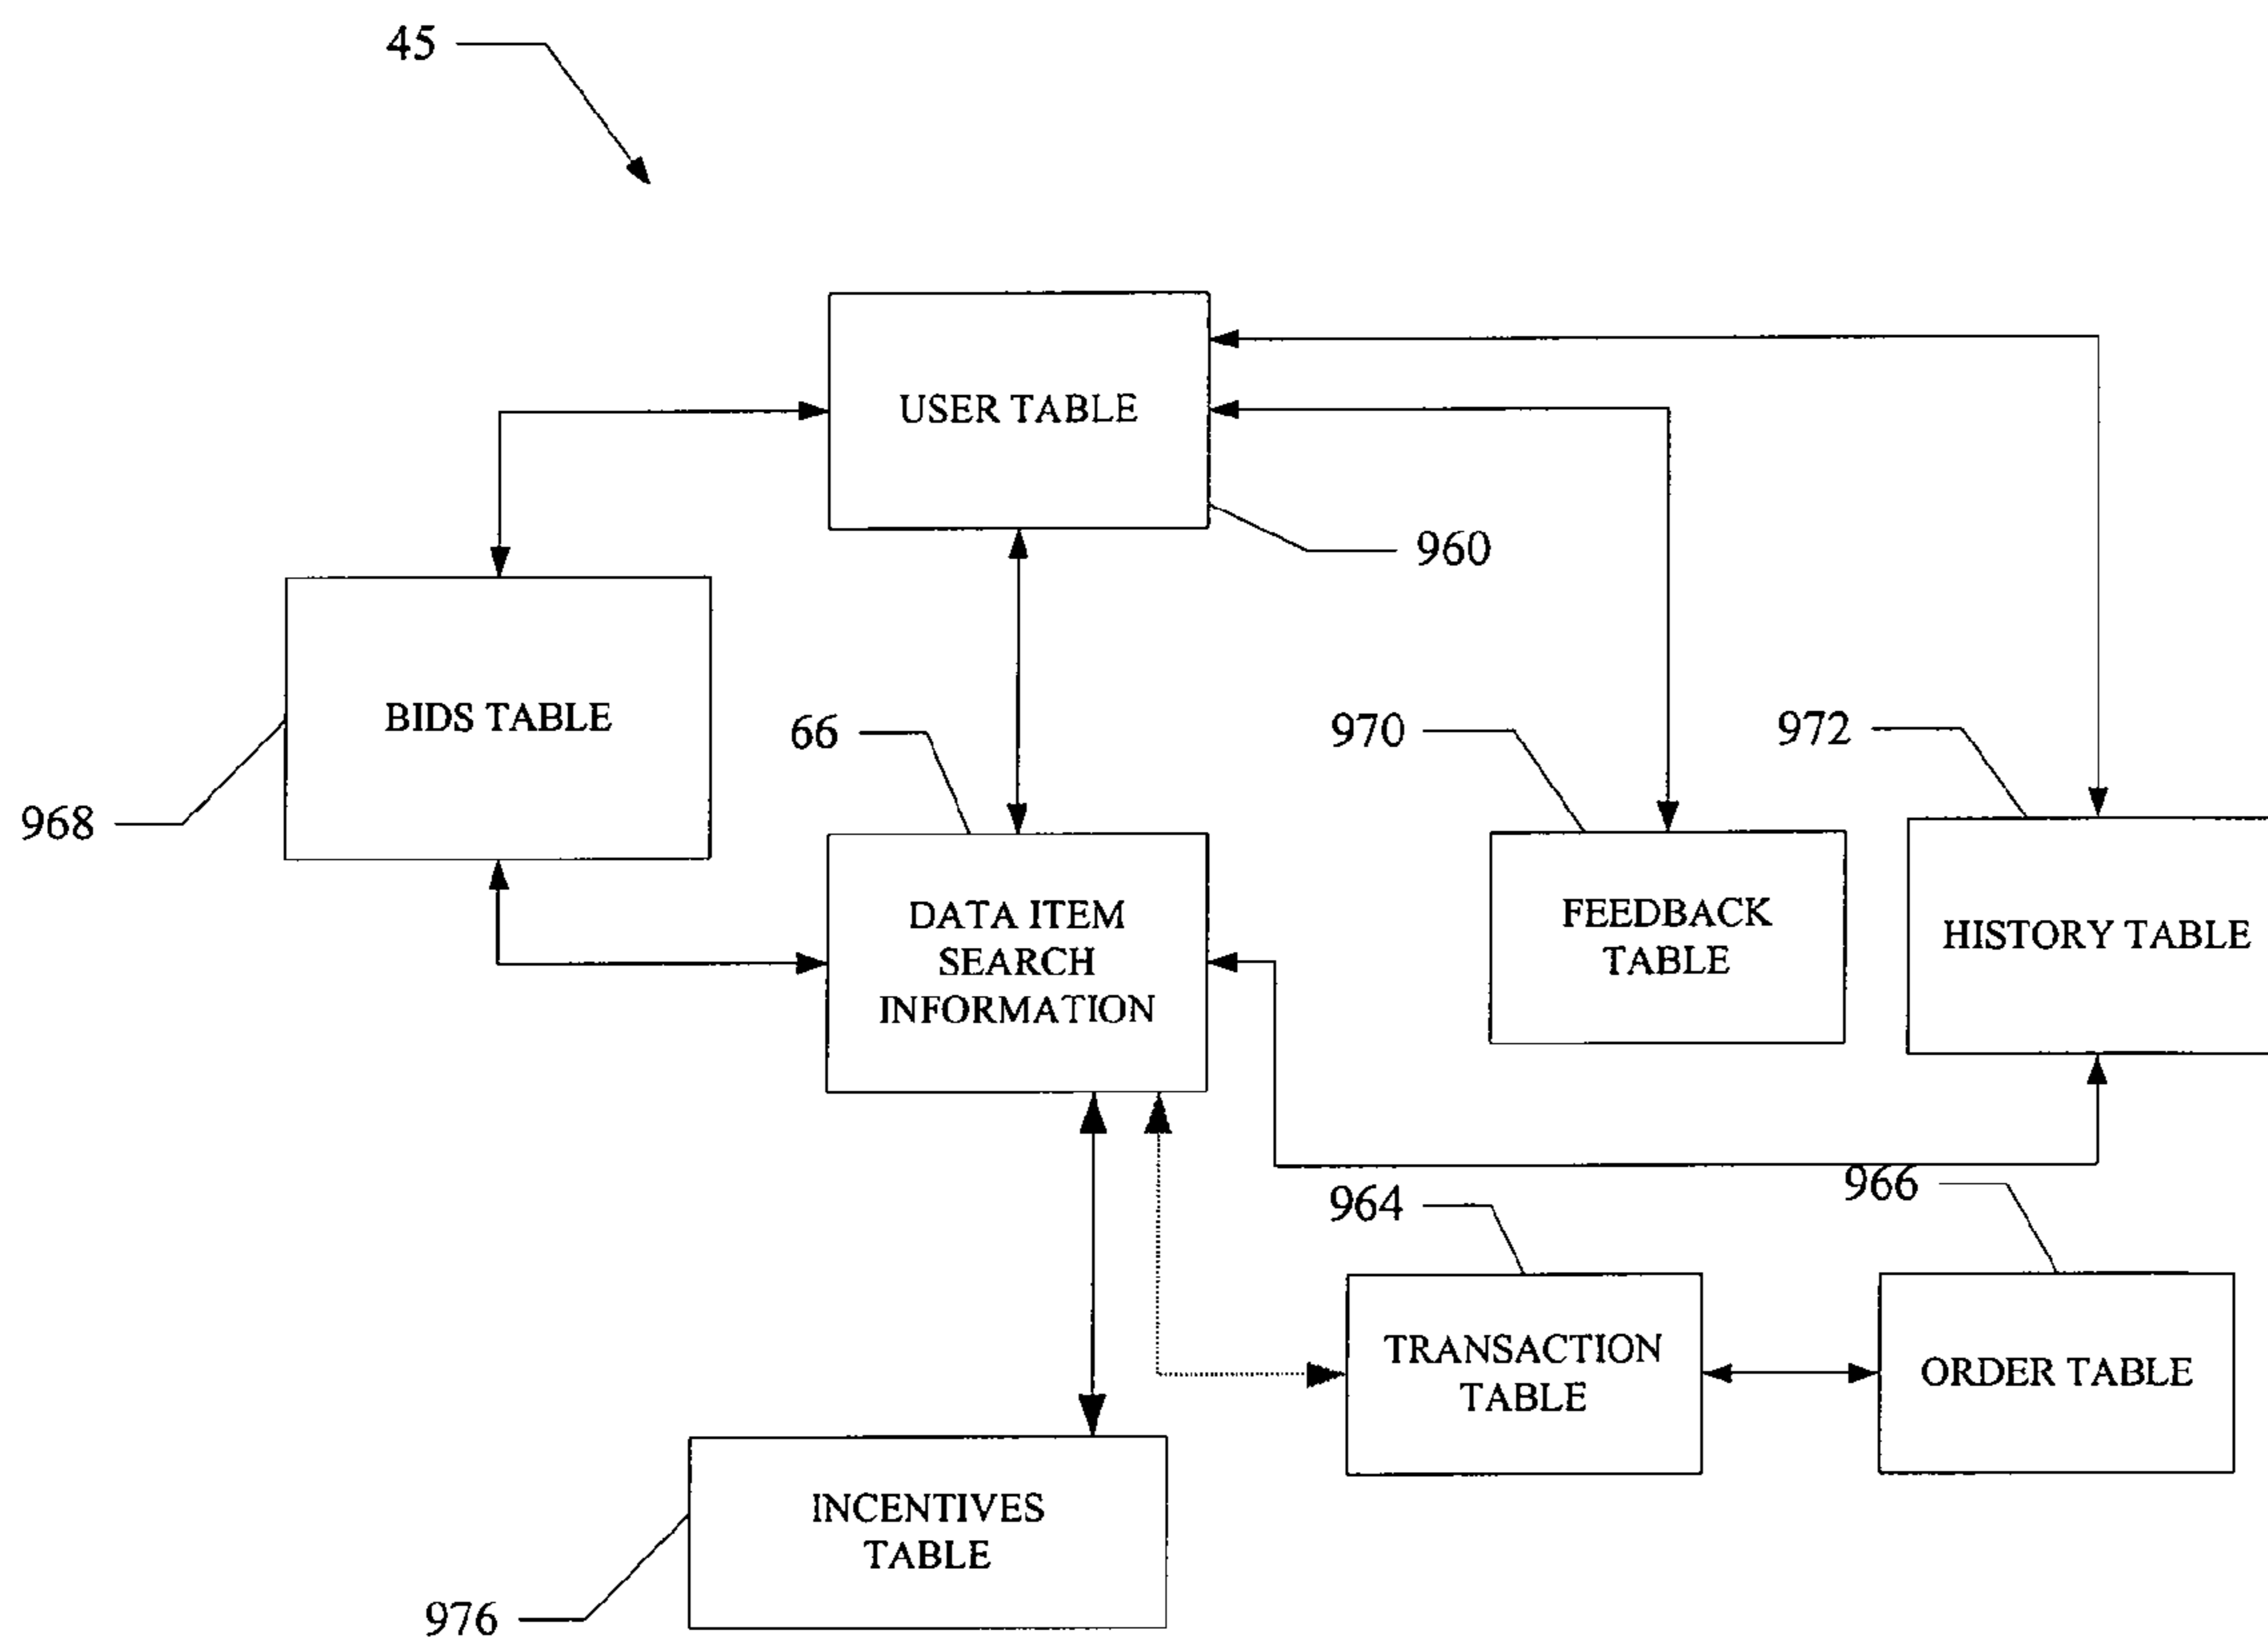 45
USER TABLE
960
BIDS TABLE
968
66
970
972
DATA ITEM
SEARCH
INFORMATION
FEEDBACK
TABLE
HISTORY TABLE
964
966
TRANSACTION
TABLE
ORDER TABLE
INCENTIVES
TABLE
976